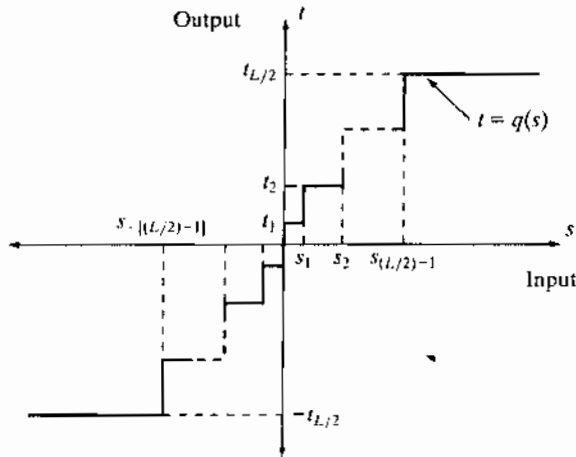 Output t
t_{L/2}
t = q(s)
t_2
t_1
s_{-[(L/2)-1]}
s_1 s_2 s_{(L/2)-1} s
Input
-t_{L/2}